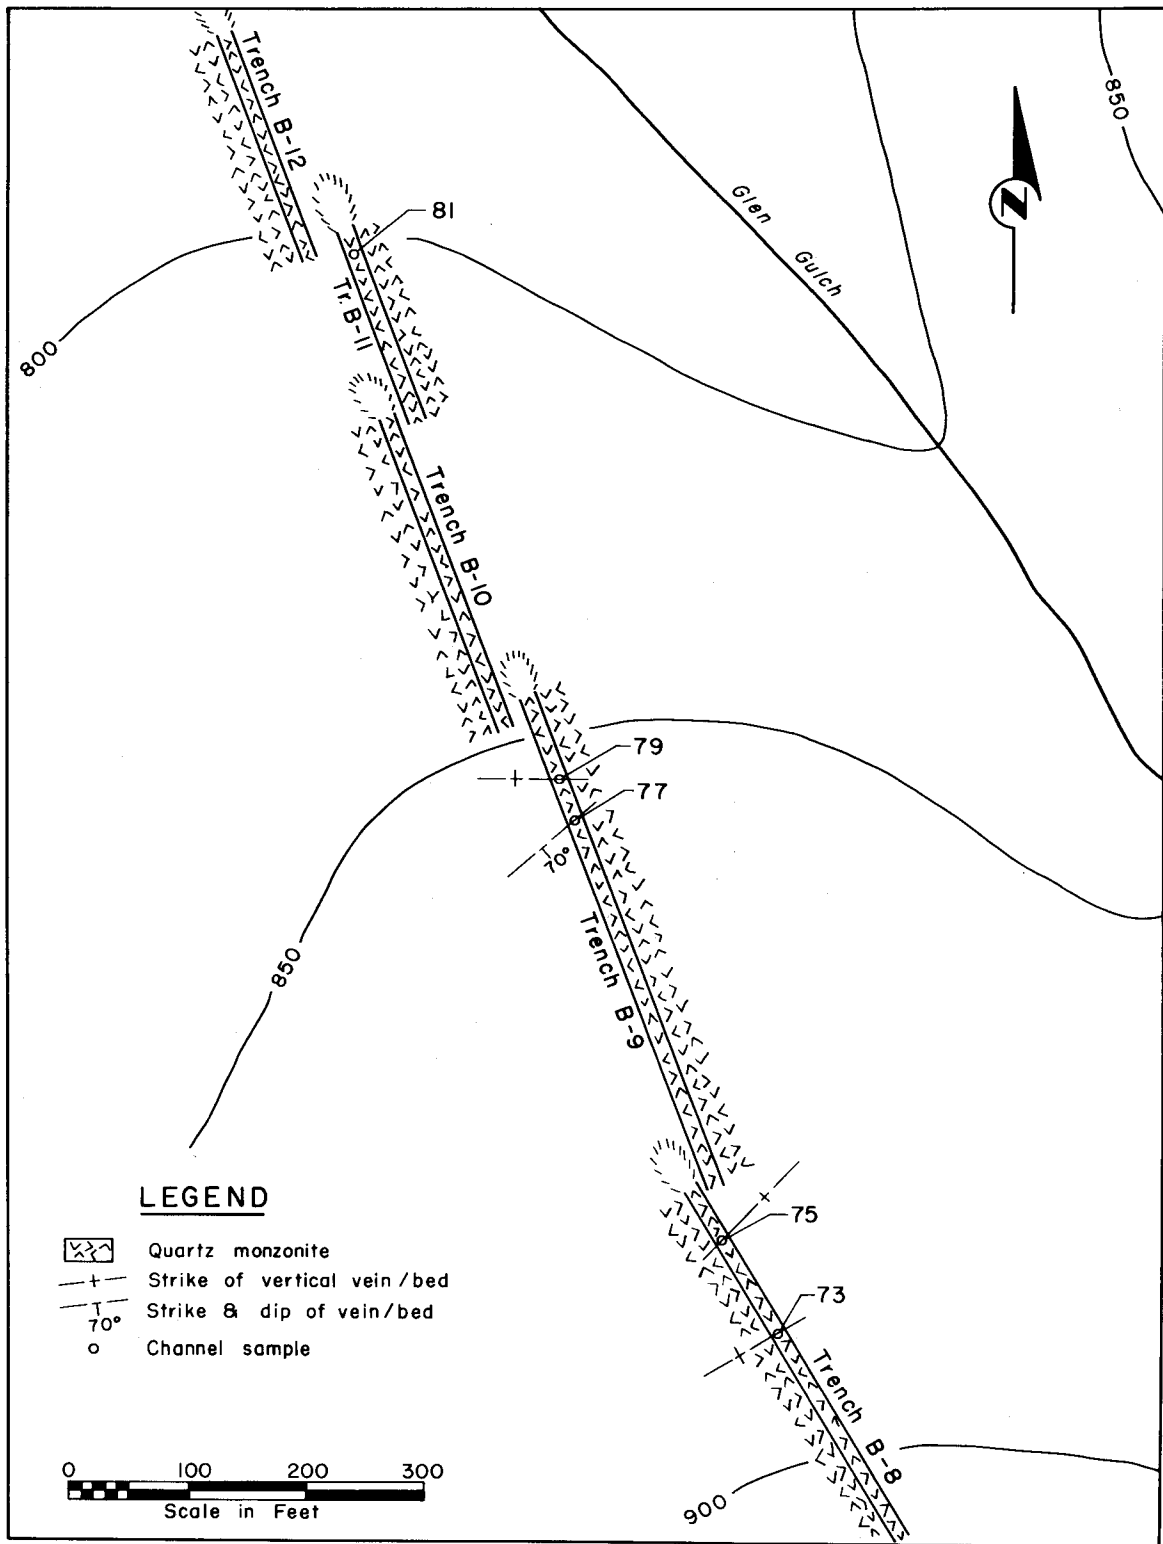 Trench B-12
850
81
Glen
Gulch
N
Tr. B-11
800
Trench B-10
79
77
70°
Trench B-9
850
LEGEND
Quartz monzonite
Strike of vertical vein/bed
Strike & dip of vein/bed
70°
Channel sample
75
73
Trench B-8
900
0 100 200 300
Scale in Feet